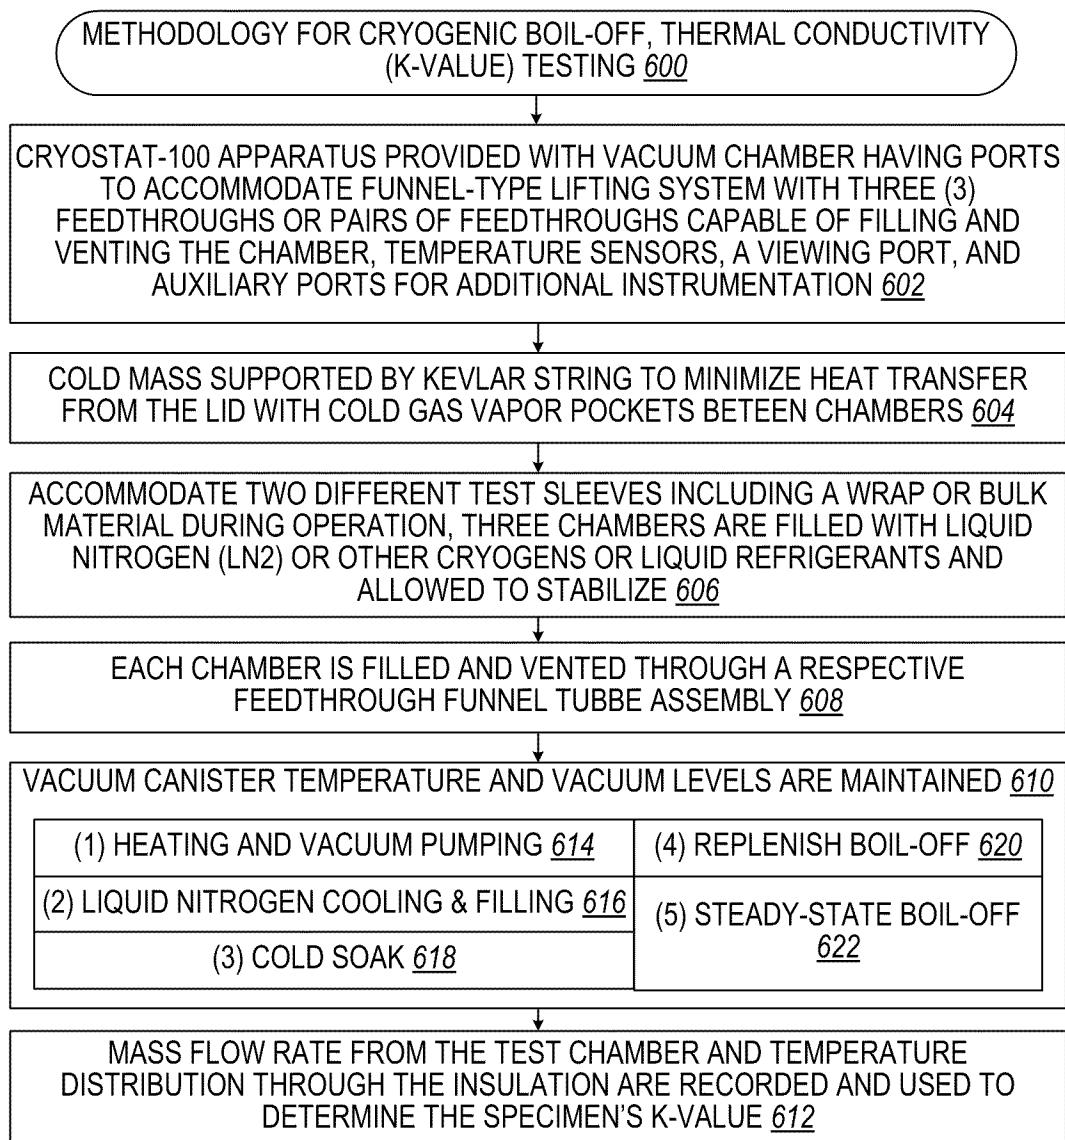 METHODOLOGY FOR CRYOGENIC BOIL-OFF, THERMAL CONDUCTIVITY
(K-VALUE) TESTING 600
CRYOSTAT-100 APPARATUS PROVIDED WITH VACUUM CHAMBER HAVING PORTS
TO ACCOMMODATE FUNNEL-TYPE LIFTING SYSTEM WITH THREE (3)
FEEDTHROUGHS OR PAIRS OF FEEDTHROUGHS CAPABLE OF FILLING AND
VENTING THE CHAMBER, TEMPERATURE SENSORS, A VIEWING PORT, AND
AUXILIARY PORTS FOR ADDITIONAL INSTRUMENTATION 602
COLD MASS SUPPORTED BY KEVLAR STRING TO MINIMIZE HEAT TRANSFER
FROM THE LID WITH COLD GAS VAPOR POCKETS BETEEN CHAMBERS 604
ACCOMMODATE TWO DIFFERENT TEST SLEEVES INCLUDING A WRAP OR BULK
MATERIAL DURING OPERATION, THREE CHAMBERS ARE FILLED WITH LIQUID
NITROGEN (LN2) OR OTHER CRYOGENS OR LIQUID REFRIGERANTS AND
ALLOWED TO STABILIZE 606
EACH CHAMBER IS FILLED AND VENTED THROUGH A RESPECTIVE
FEEDTHROUGH FUNNEL TUBBE ASSEMBLY 608
VACUUM CANISTER TEMPERATURE AND VACUUM LEVELS ARE MAINTAINED 610
(1) HEATING AND VACUUM PUMPING 614
(2) LIQUID NITROGEN COOLING & FILLING 616
(3) COLD SOAK 618
(4) REPLENISH BOIL-OFF 620
(5) STEADY-STATE BOIL-OFF
622
MASS FLOW RATE FROM THE TEST CHAMBER AND TEMPERATURE
DISTRIBUTION THROUGH THE INSULATION ARE RECORDED AND USED TO
DETERMINE THE SPECIMEN'S K-VALUE 612